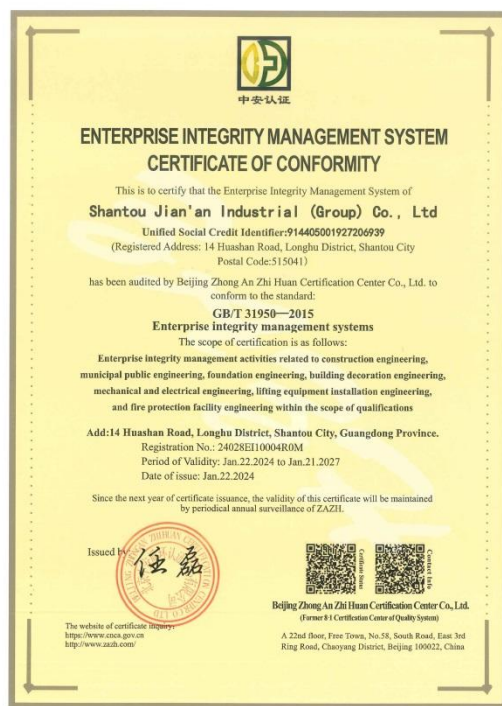 中安认证
ENTERPRISE INTEGRITY MANAGEMENT SYSTEM
CERTIFICATE OF CONFORMITY
This is to certify that the Enterprise Integrity Management System of
Shantou Jian'an Industrial (Group) Co., Ltd
Unified Social Credit Identifier:914405001927206939
(Registered Address: 14 Huashan Road, Longhu District, Shantou City
Postal Code:515041)
has been audited by Beijing Zhong An Zhi Huan Certification Center Co., Ltd. to
conform to the standard:
GB/T 31950—2015
Enterprise integrity management systems
The scope of certification is as follows:
Enterprise integrity management activities related to construction engineering,
municipal public engineering, foundation engineering, building decoration engineering,
mechanical and electrical engineering, lifting equipment installation engineering,
and fire protection facility engineering within the scope of qualifications
Add:14 Huashan Road, Longhu District, Shantou City, Guangdong Province.
Registration No.: 24028EI10004R0M
Period of Validity: Jan.22.2024 to Jan.21.2027
Date of issue: Jan.22.2024
Since the next year of certificate issuance, the validity of this certificate will be maintained
by periodical annual surveillance of ZAZH.
Issued by
任磊
Contact Info
Beijing Zhong An Zhi Huan Certification Center Co., Ltd.
(Former 8·1 Certification Center of Quality System)
The website of certificate inquiry:
https://www.cnca.gov.cn
http://www.zazh.com/
A 22nd floor, Free Town, No.58, South Road, East 3rd
Ring Road, Chaoyang District, Beijing 100022, China